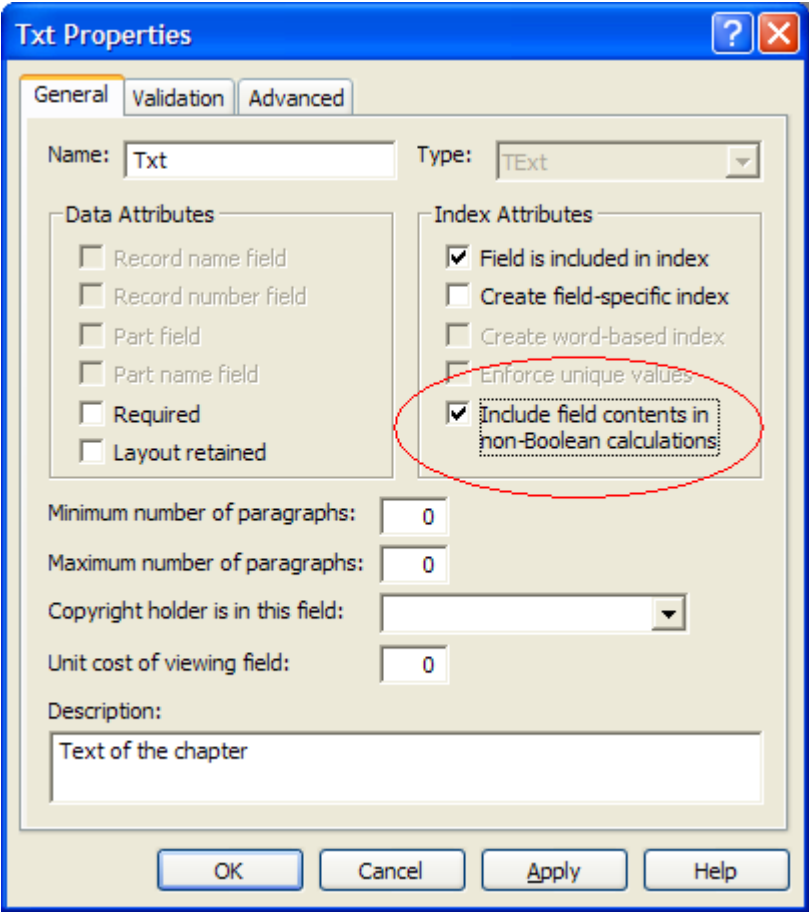 Txt Properties
General Validation Advanced
Name: Txt Type: TExt
Data Attributes
Record name field
Record number field
Part field
Part name field
Required
Layout retained
Index Attributes
Field is included in index
Create field-specific index
Create word-based index
Enforce unique values
Include field contents in
non-Boolean calculations
Minimum number of paragraphs: 0
Maximum number of paragraphs: 0
Copyright holder is in this field:
Unit cost of viewing field: 0
Description:
Text of the chapter
OK Cancel Apply Help